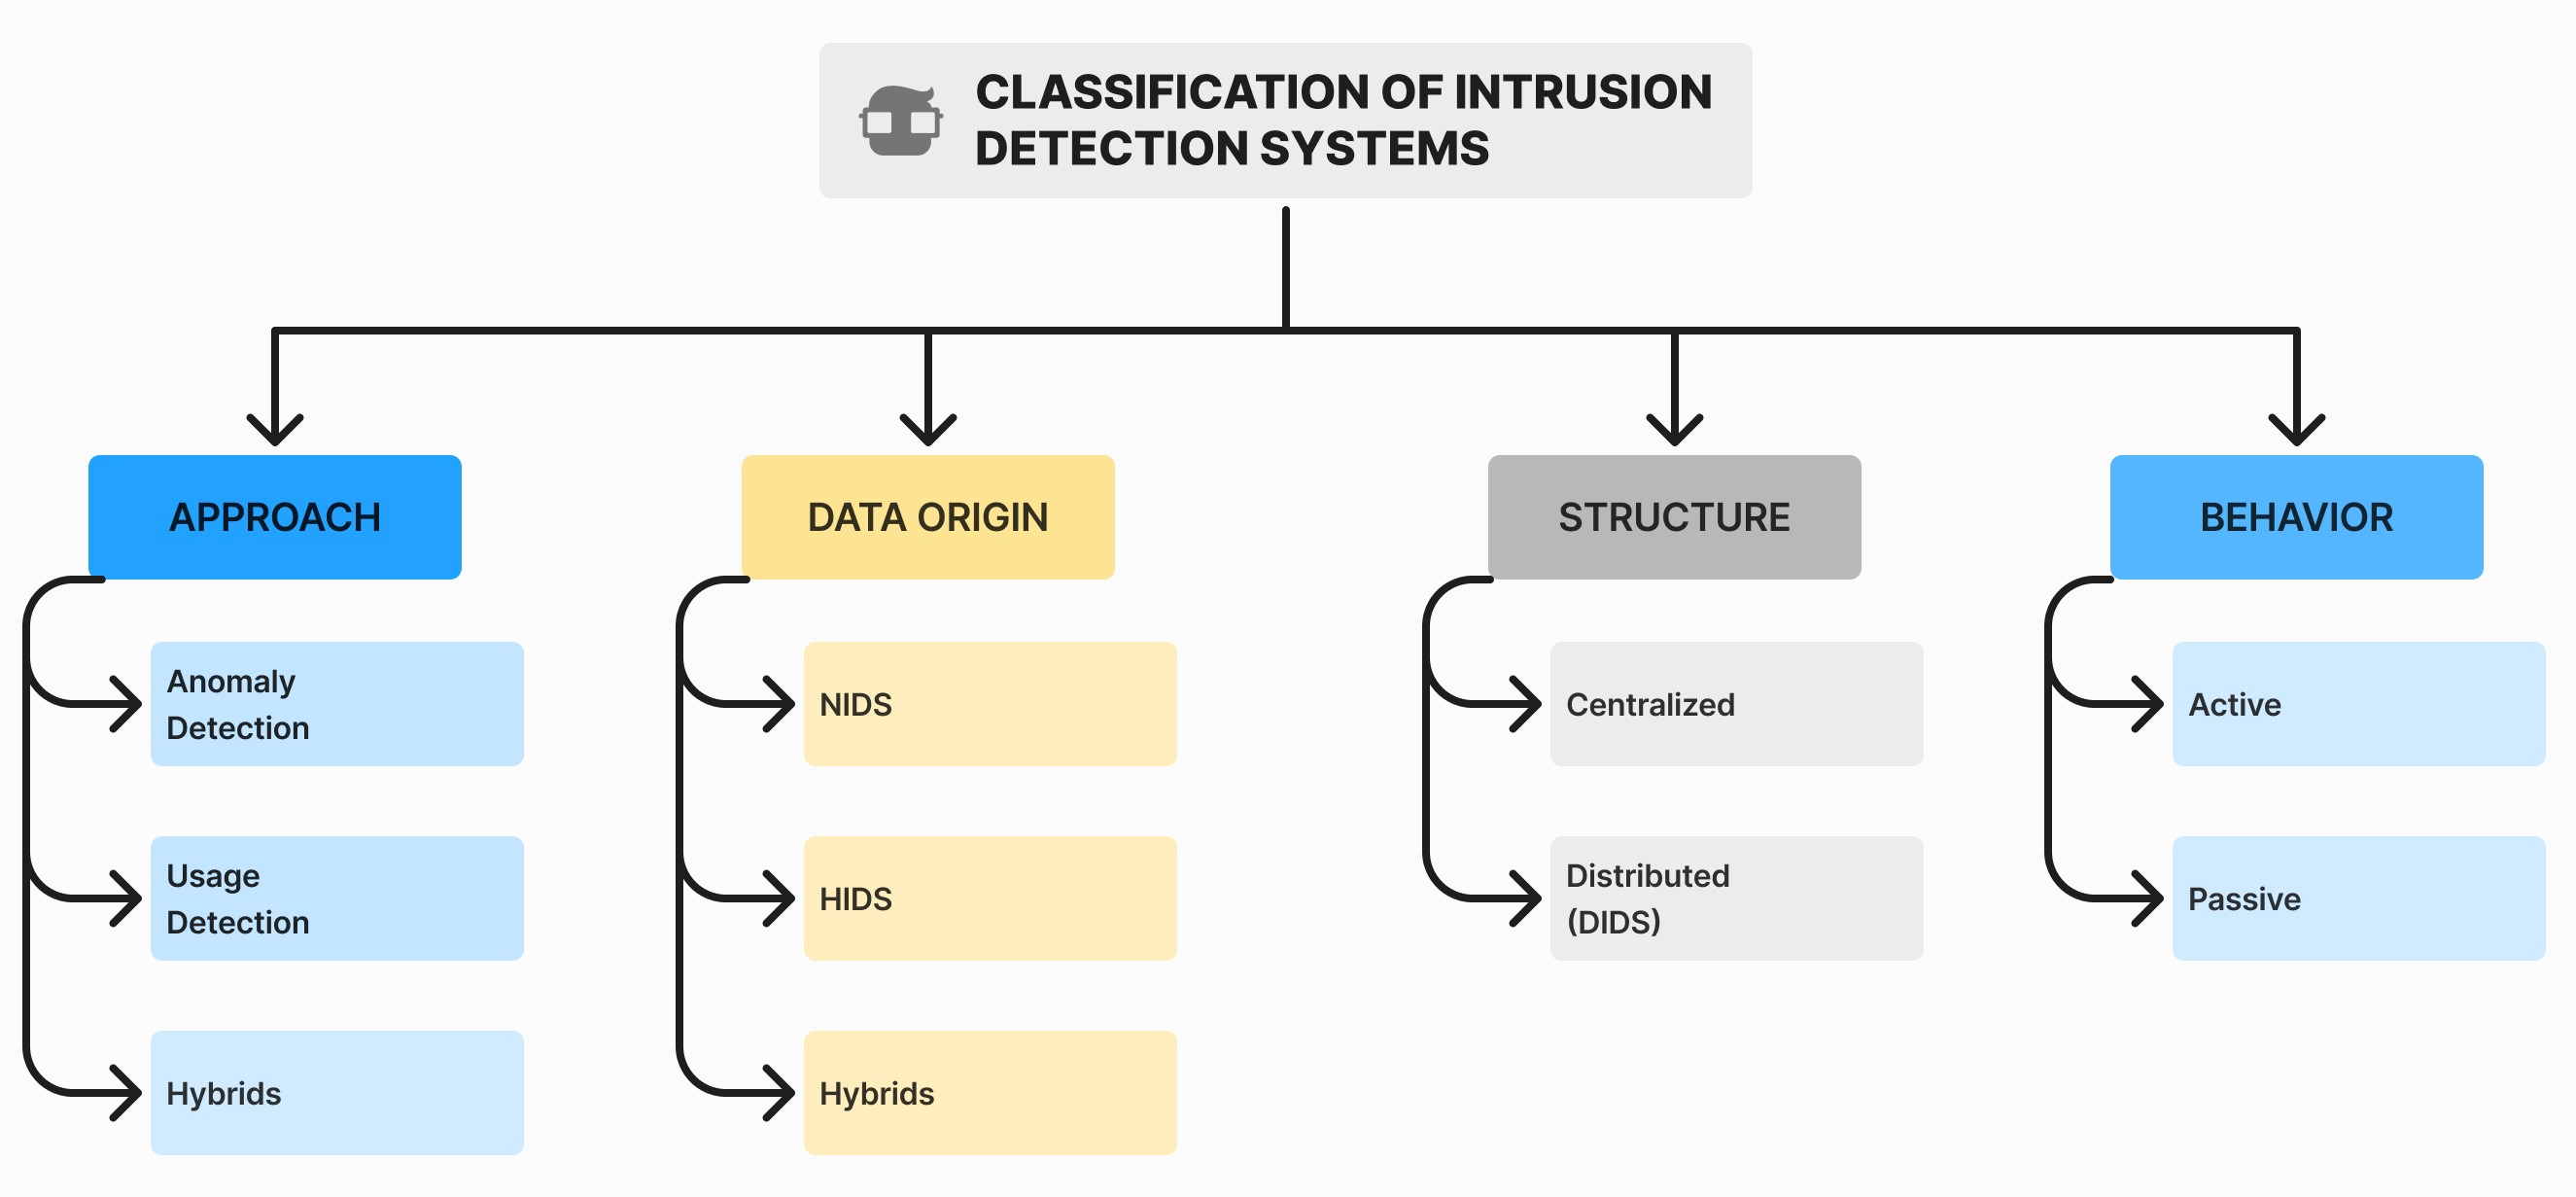 CLASSIFICATION OF INTRUSION
DETECTION SYSTEMS
APPROACH
Anomaly
Detection
Usage
Detection
Hybrids
DATA ORIGIN
NIDS
HIDS
Hybrids
STRUCTURE
Centralized
Distributed
(DIDS)
BEHAVIOR
Active
Passive